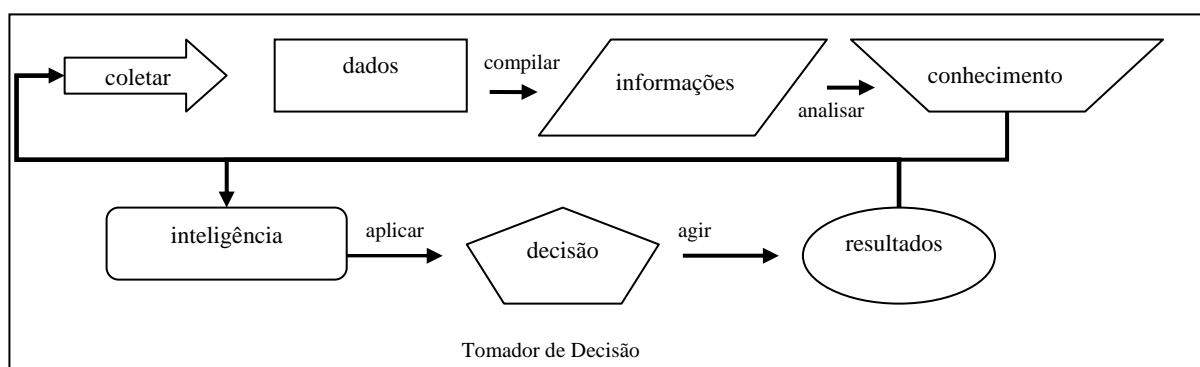 coletar
dados
compilar
informações
analisar
conhecimento
inteligência
aplicar
decisão
agir
resultados
Tomador de Decisão